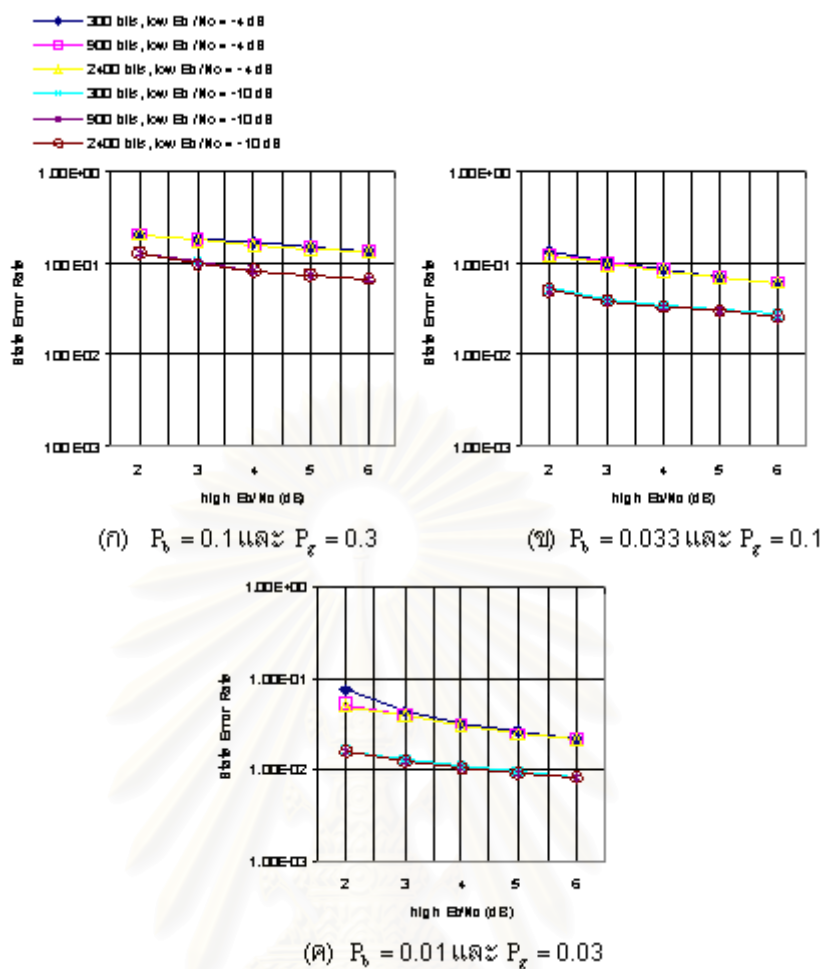 300 bits, low Eb/No = -4 dB
900 bits, low Eb/No = -4 dB
2400 bits, low Eb/No = -4 dB
300 bits, low Eb/No = -10 dB
900 bits, low Eb/No = -10 dB
2400 bits, low Eb/No = -10 dB
1.00E+00
1.00E-01
1.00E-02
1.00E-03
State Error Rate
2 3 4 5 6
high Eb/No (dB)
(ก) P_b = 0.1 และ P_g = 0.3
1.00E+00
1.00E-01
1.00E-02
1.00E-03
State Error Rate
2 3 4 5 6
high Eb/No (dB)
(ข) P_b = 0.033 และ P_g = 0.1
1.00E+00
1.00E-01
1.00E-02
1.00E-03
State Error Rate
2 3 4 5 6
high Eb/No (dB)
(ค) P_b = 0.01 และ P_g = 0.03